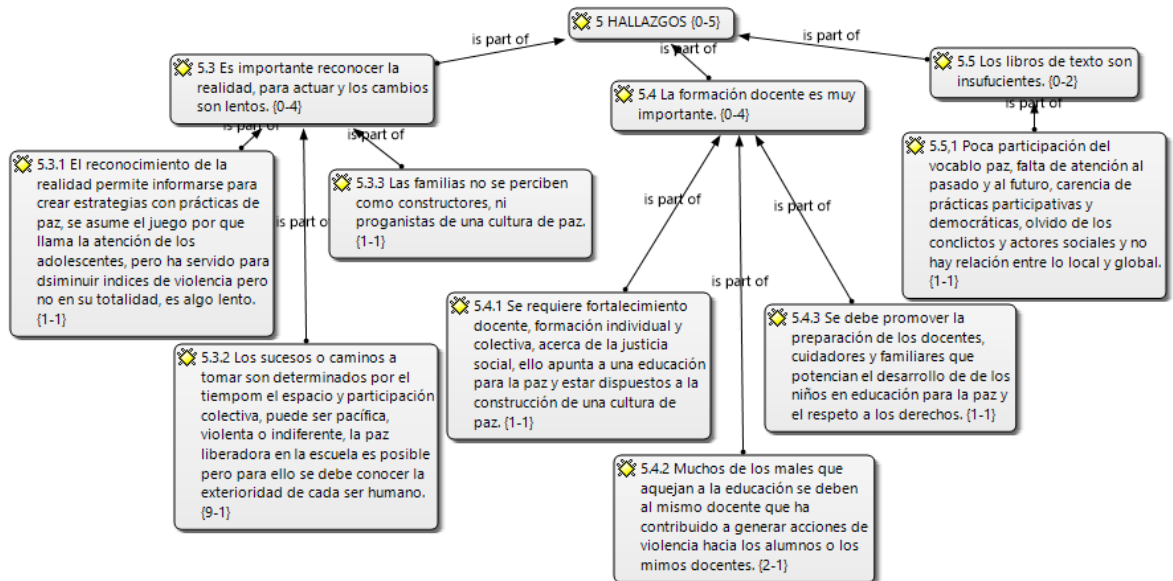 5 HALLAZGOS {0-5}
is part of
is part of
is part of
5.3 Es importante reconocer la
realidad, para actuar y los cambios
son lentos. {0-4}
5.4 La formación docente es muy
importante. {0-4}
5.5 Los libros de texto son
insufucientes. {0-2}
is part of
is part of
is part of
5.3.1 El reconocimiento de la
realidad permite informarse para
crear estrategias con prácticas de
paz, se asume el juego por que
llama la atención de los
adolescentes, pero ha servido para
dsiminuir indices de violencia pero
no en su totalidad, es algo lento.
{1-1}
is part of
5.3.3 Las familias no se perciben
como constructores, ni
proganistas de una cultura de paz.
{1-1}
is part of
is part of
is part of
5.5,1 Poca participación del
vocablo paz, falta de atención al
pasado y al futuro, carencia de
prácticas participativas y
democráticas, olvido de los
conclictos y actores sociales y no
hay relación entre lo local y global.
{1-1}
5.3.2 Los sucesos o caminos a
tomar son determinados por el
tiempom el espacio y participación
colectiva, puede ser pacífica,
violenta o indiferente, la paz
liberadora en la escuela es posible
pero para ello se debe conocer la
exterioridad de cada ser humano.
{9-1}
5.4.1 Se requiere fortalecimiento
docente, formación individual y
colectiva, acerca de la justicia
social, ello apunta a una educación
para la paz y estar dispuestos a la
construcción de una cultura de
paz. {1-1}
5.4.3 Se debe promover la
preparación de los docentes,
cuidadores y familiares que
potencian el desarrollo de de los
niños en educación para la paz y
el respeto a los derechos. {1-1}
5.4.2 Muchos de los males que
aquejan a la educación se deben
al mismo docente que ha
contribuido a generar acciones de
violencia hacia los alumnos o los
mimos docentes. {2-1}